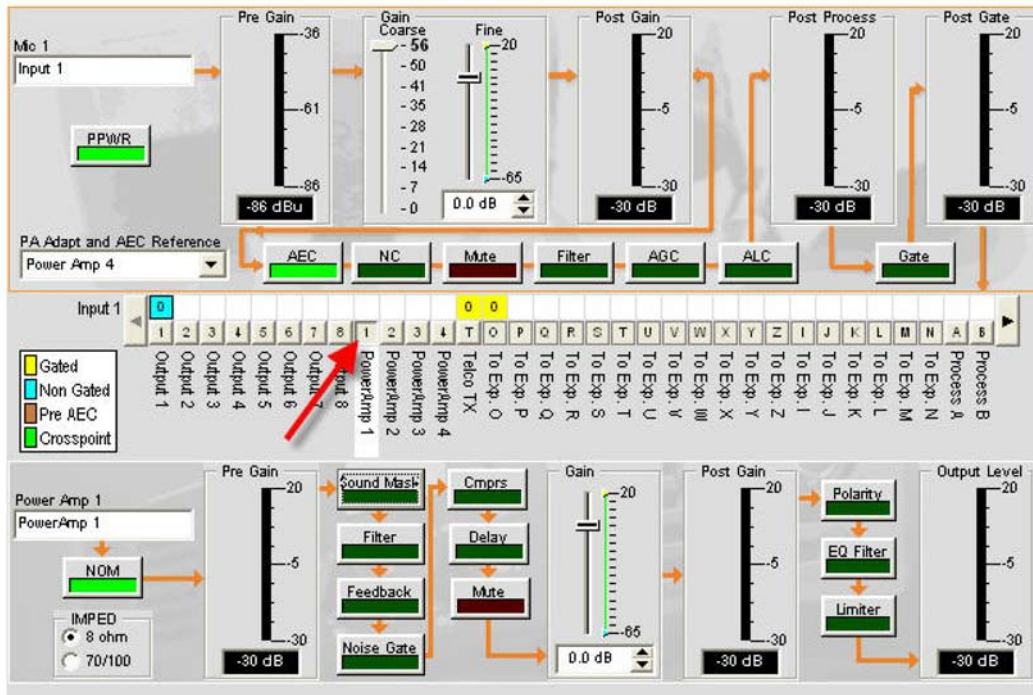 Pre Gain
Gain
Post Gain
Post Process
Post Gate
Coarse
Fine
-36
- 56
20
20
20
20
Mic 1
Input 1
- 50
- 41
- 35
- 28
- 21
- 14
- 7
- 0
-61
-5
-5
-5
PPWR
-86
-65
-30
-30
-30
-86 dBu
0.0 dB
-30 dB
-30 dB
-30 dB
PA Adapt and AEC Reference
Power Amp 4
AEC
NC
Mute
Filter
AGC
ALC
Gate
Input 1
0
0
0
1 2 3 4 5 6 7 8 1 2 3 4 T O P Q R S T U V W X Y Z I J K L M N A B
Gated
Non Gated
Pre AEC
Crosspoint
Output 1
Output 2
Output 3
Output 4
Output 5
Output 6
Output 7
Output 8
PowerAmp 1
PowerAmp 2
PowerAmp 3
PowerAmp 4
Telco TX
To Exp. O
To Exp. P
To Exp. Q
To Exp. R
To Exp. S
To Exp. T
To Exp. U
To Exp. V
To Exp. W
To Exp. X
To Exp. Y
To Exp. Z
To Exp. I
To Exp. J
To Exp. K
To Exp. L
To Exp. M
To Exp. N
Process A
Process B
Pre Gain
Gain
Post Gain
Output Level
Power Amp 1
PowerAmp 1
NOM
IMPED
8 ohm
70/100
20
-5
-30
-30 dB
Sound Mask
Filter
Feedback
Noise Gate
Cmprs
Delay
Mute
20
-65
0.0 dB
20
-5
-30
-30 dB
Polarity
EQ Filter
Limiter
20
-5
-30
-30 dB